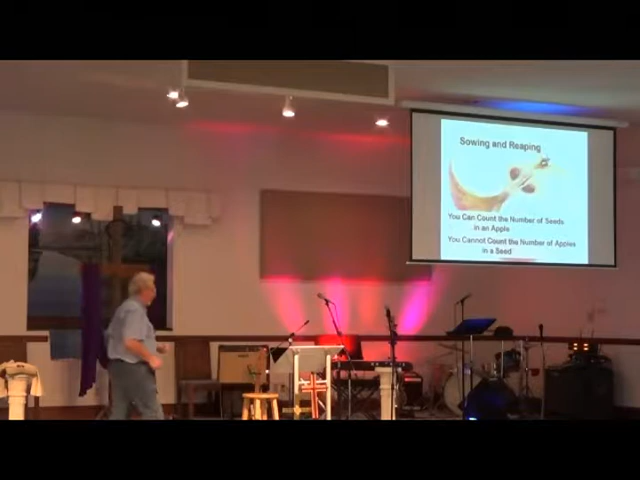 Sowing and Reaping
You Can Count the Number of Seeds
in an Apple
You Cannot Count the Number of Apples
in a Seed